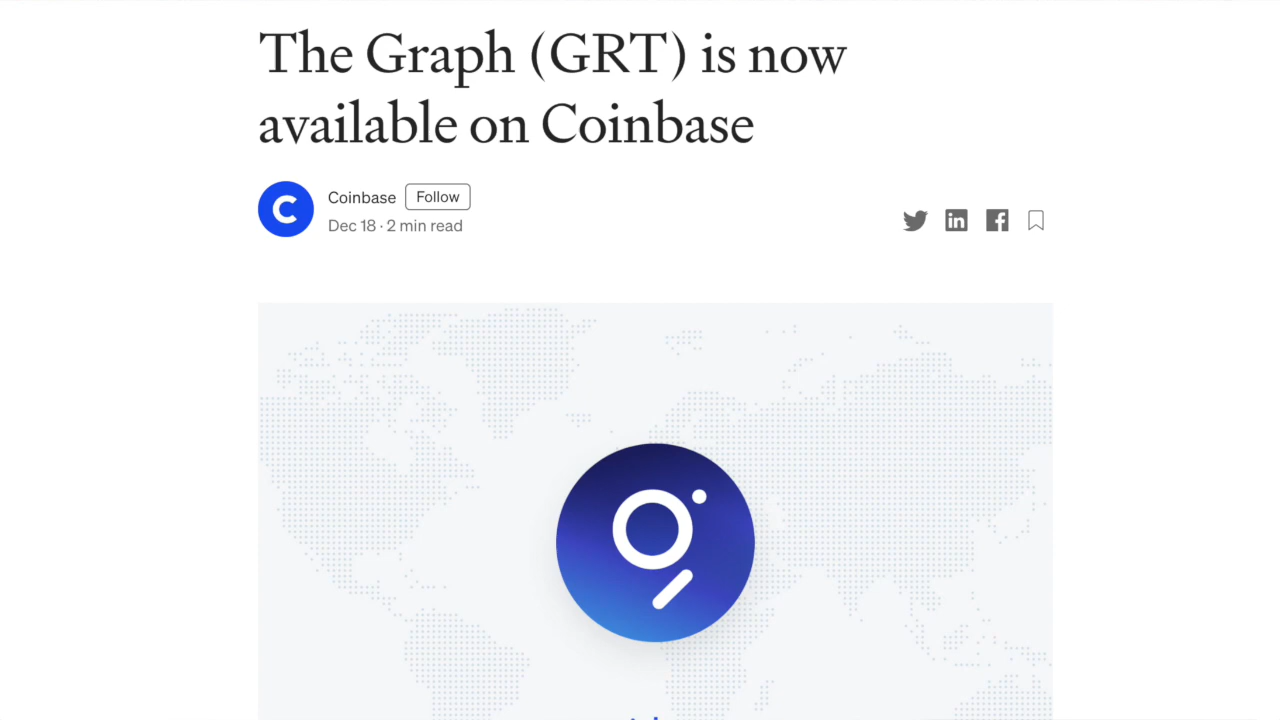 The Graph (GRT) is now
available on Coinbase
Coinbase Follow
Dec 18 · 2 min read